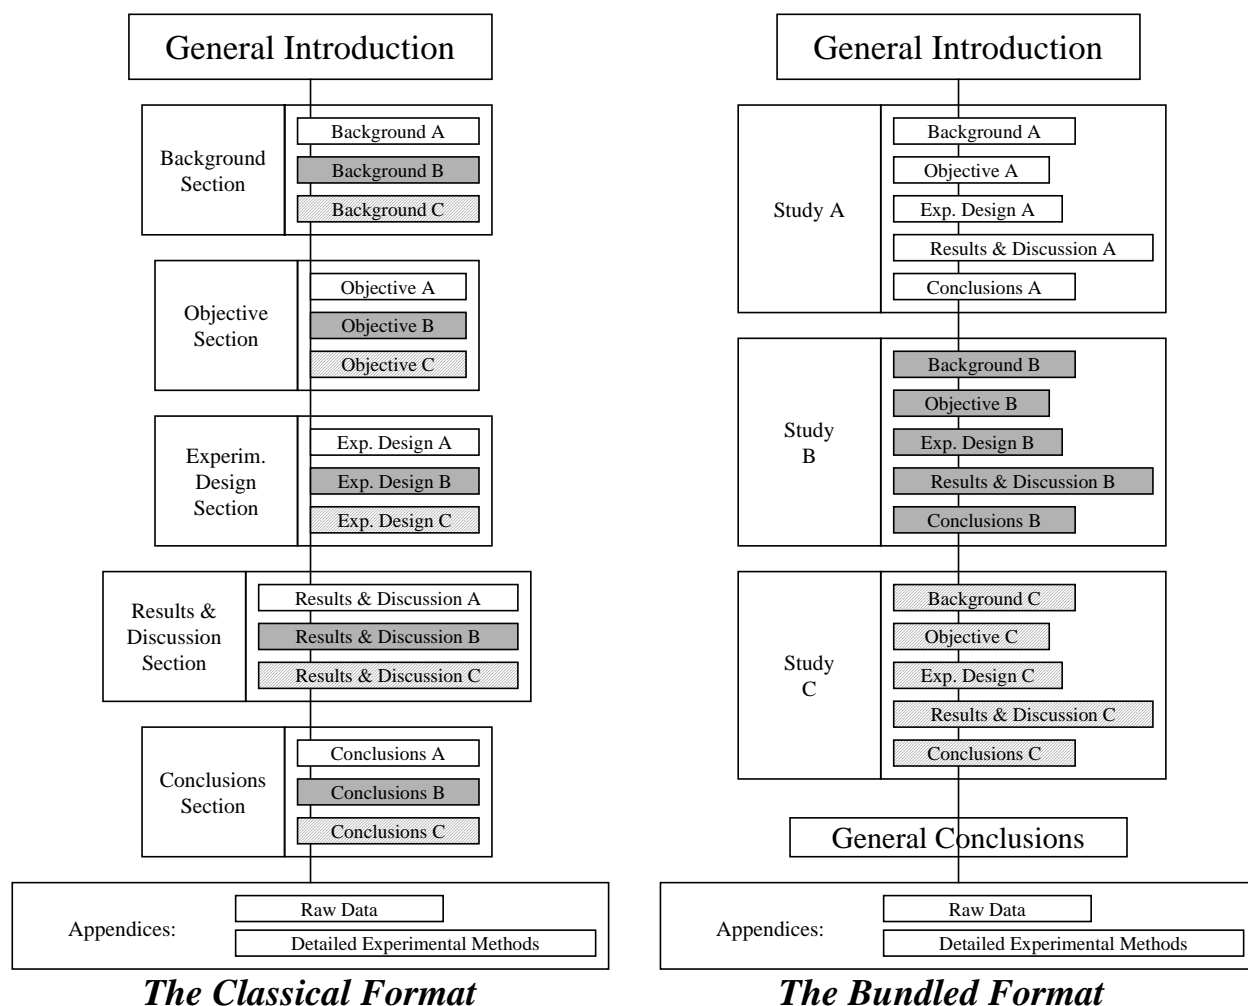 General Introduction
Background
Section
Background A
Background B
Background C
Objective
Section
Objective A
Objective B
Objective C
Experim.
Design
Section
Exp. Design A
Exp. Design B
Exp. Design C
Results &
Discussion
Section
Results & Discussion A
Results & Discussion B
Results & Discussion C
Conclusions
Section
Conclusions A
Conclusions B
Conclusions C
Appendices:
Raw Data
Detailed Experimental Methods
The Classical Format
General Introduction
Study A
Background A
Objective A
Exp. Design A
Results & Discussion A
Conclusions A
Study
B
Background B
Objective B
Exp. Design B
Results & Discussion B
Conclusions B
Study
C
Background C
Objective C
Exp. Design C
Results & Discussion C
Conclusions C
General Conclusions
Appendices:
Raw Data
Detailed Experimental Methods
The Bundled Format